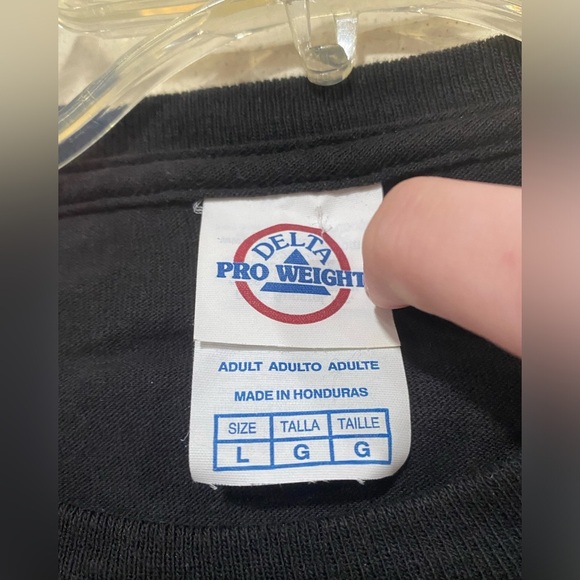 DELTA
PRO WEIGHT
ADULT ADULTO ADULTE
MADE IN HONDURAS
SIZE TALLA TAILLE
L G G